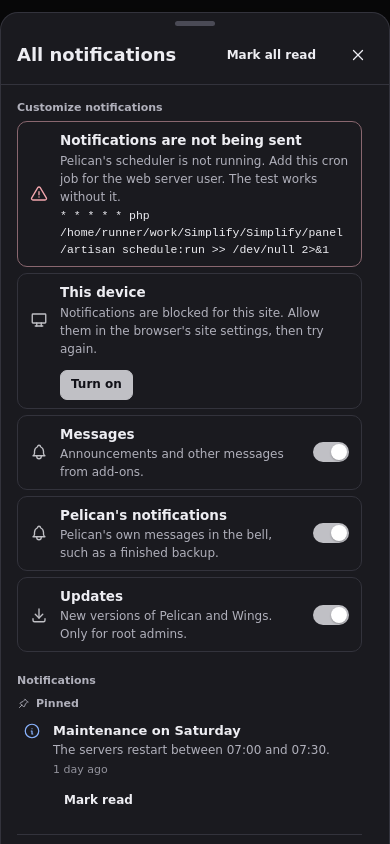 All notifications
Mark all read
Customize notifications
Notifications are not being sent
Pelican's scheduler is not running. Add this cron
job for the web server user. The test works
without it.
* * * * * php
/home/runner/work/Simplify/Simplify/panel
/artisan schedule:run >> /dev/null 2>&1
This device
Notifications are blocked for this site. Allow
them in the browser's site settings, then try
again.
Turn on
Messages
Announcements and other messages
from add-ons.
Pelican's notifications
Pelican's own messages in the bell,
such as a finished backup.
Updates
New versions of Pelican and Wings.
Only for root admins.
Notifications
Pinned
Maintenance on Saturday
The servers restart between 07:00 and 07:30.
1 day ago
Mark read